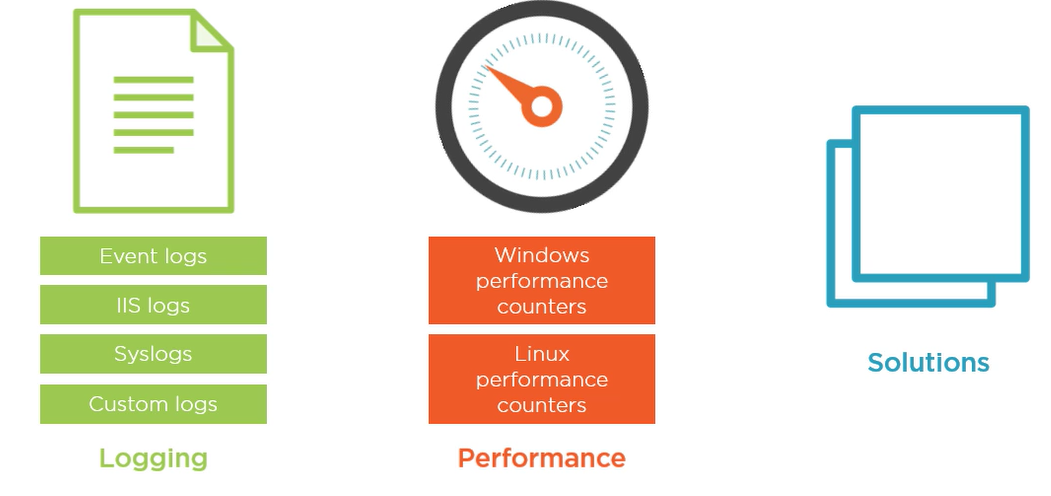 Event logs
IIS logs
Syslogs
Custom logs
Logging
Windows
performance
counters
Linux
performance
counters
Performance
Solutions